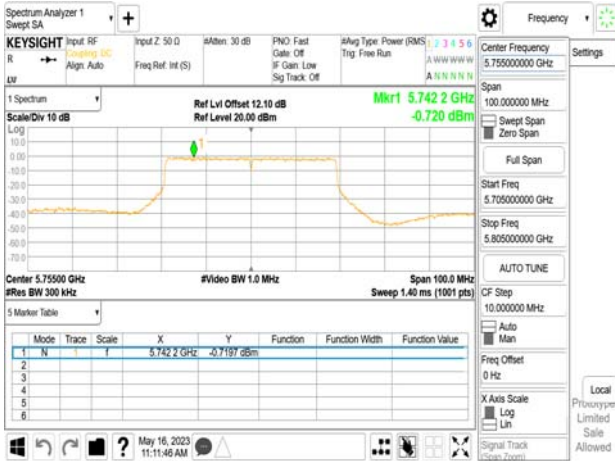 Spectrum Analyzer 1
Swept SA
Frequency
KEYSIGHT
Input: RF
Coupling: DC
Align: Auto
Input Z: 50 Ω
Freq Ref: Int (S)
#Atten: 30 dB
PNO: Fast
Gate: Off
IF Gain: Low
Sig Track: Off
#Avg Type: Power (RMS
Trig: Free Run
1 2 3 4 5 6
A W W W W W
A N N N N N
R
LXI
1 Spectrum
Scale/Div 10 dB
Ref Lvl Offset 12.10 dB
Ref Level 20.00 dBm
Mkr1 5.742 2 GHz
-0.720 dBm
Log
10.0
0.00
-10.0
-20.0
-30.0
-40.0
-50.0
-60.0
-70.0
1
Center 5.75500 GHz
#Res BW 300 kHz
#Video BW 1.0 MHz
Span 100.0 MHz
Sweep 1.40 ms (1001 pts)
5 Marker Table
Mode Trace Scale X Y Function Function Width Function Value
1 N 1 f 5.742 2 GHz -0.7197 dBm
2
3
4
5
6
May 16, 2023
11:11:46 AM
Center Frequency
5.755000000 GHz
Span
100.000000 MHz
Swept Span
Zero Span
Full Span
Start Freq
5.705000000 GHz
Stop Freq
5.805000000 GHz
AUTO TUNE
CF Step
10.000000 MHz
Auto
Man
Freq Offset
0 Hz
X Axis Scale
Log
Lin
Signal Track
(Span Zoom)
Settings
Local
Prototype
Limited
Sale
Allowed